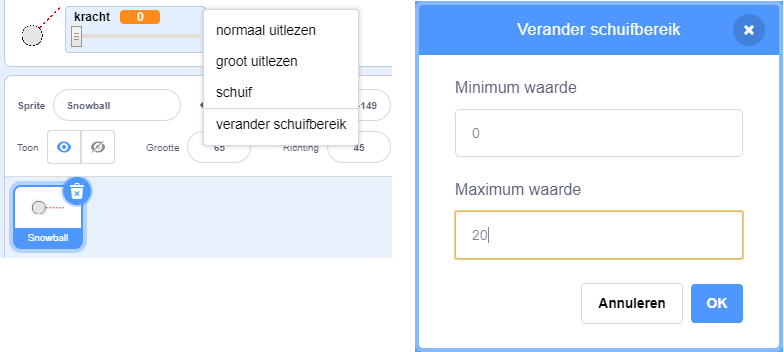 kracht 0
normaal uitlezen
groot uitlezen
schuif
verander schuifbereik
Sprite Snowball -149
Toon Grootte 65 Richting 45
Snowball
Verander schuifbereik
Minimum waarde
0
Maximum waarde
20
Annuleren OK